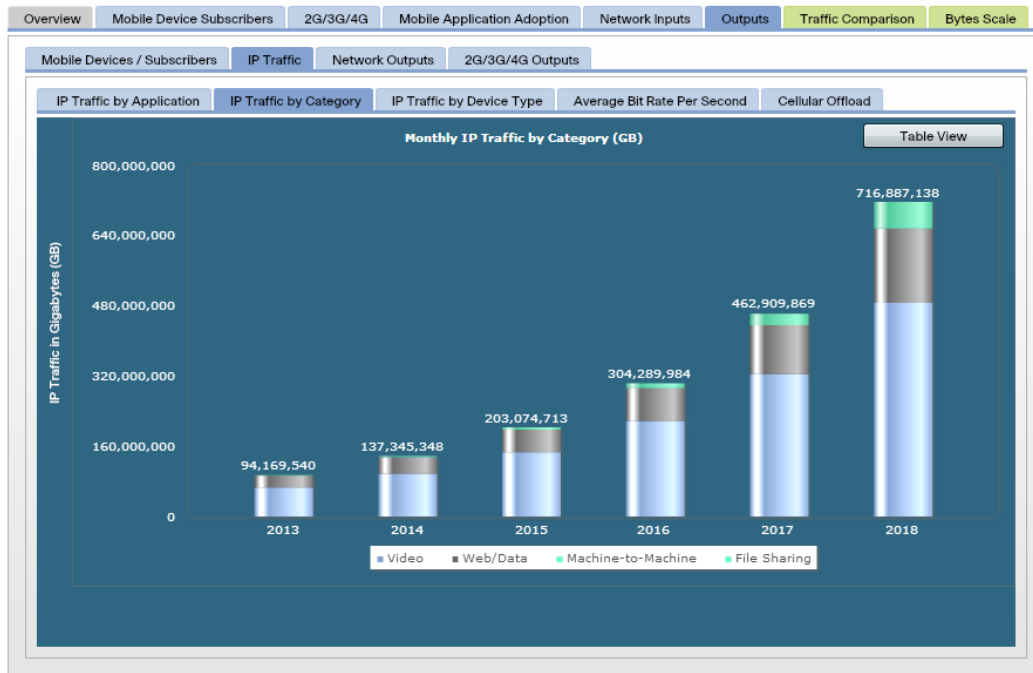 Overview Mobile Device Subscribers 2G/3G/4G Mobile Application Adoption Network Inputs Outputs Traffic Comparison Bytes Scale
Mobile Devices / Subscribers IP Traffic Network Outputs 2G/3G/4G Outputs
IP Traffic by Application IP Traffic by Category IP Traffic by Device Type Average Bit Rate Per Second Cellular Offload
Monthly IP Traffic by Category (GB)
Table View
IP Traffic in Gigabytes (GB)
800,000,000
640,000,000
480,000,000
320,000,000
160,000,000
0
94,169,540
137,345,348
203,074,713
304,289,984
462,909,869
716,887,138
2013 2014 2015 2016 2017 2018
Video Web/Data Machine-to-Machine File Sharing